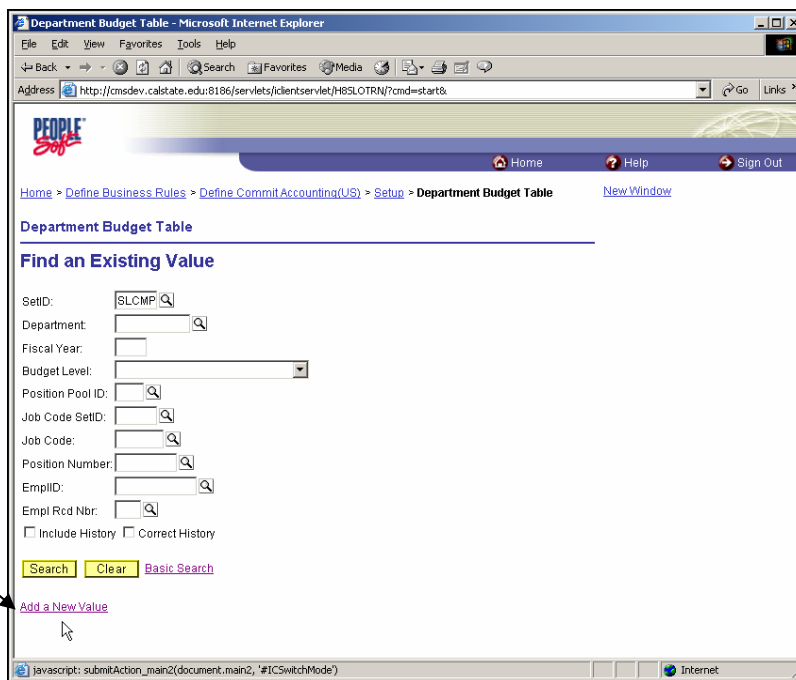 Department Budget Table - Microsoft Internet Explorer
File Edit View Favorites Tools Help
Back Search Favorites Media
Address http://cmsdev.calstate.edu:8186/servlets/iclientservlet/H8SLOTRN/?cmd=start& Go Links »
PEOPLE Soft
Home Help Sign Out
Home > Define Business Rules > Define Commit Accounting(US) > Setup > Department Budget Table New Window
Department Budget Table
Find an Existing Value
SetID: SLCMP
Department:
Fiscal Year:
Budget Level:
Position Pool ID:
Job Code SetID:
Job Code:
Position Number:
EmplID:
Empl Rcd Nbr:
Include History Correct History
Search Clear Basic Search
Add a New Value
javascript: submitAction_main2(document.main2, '#ICSwitchMode') Internet